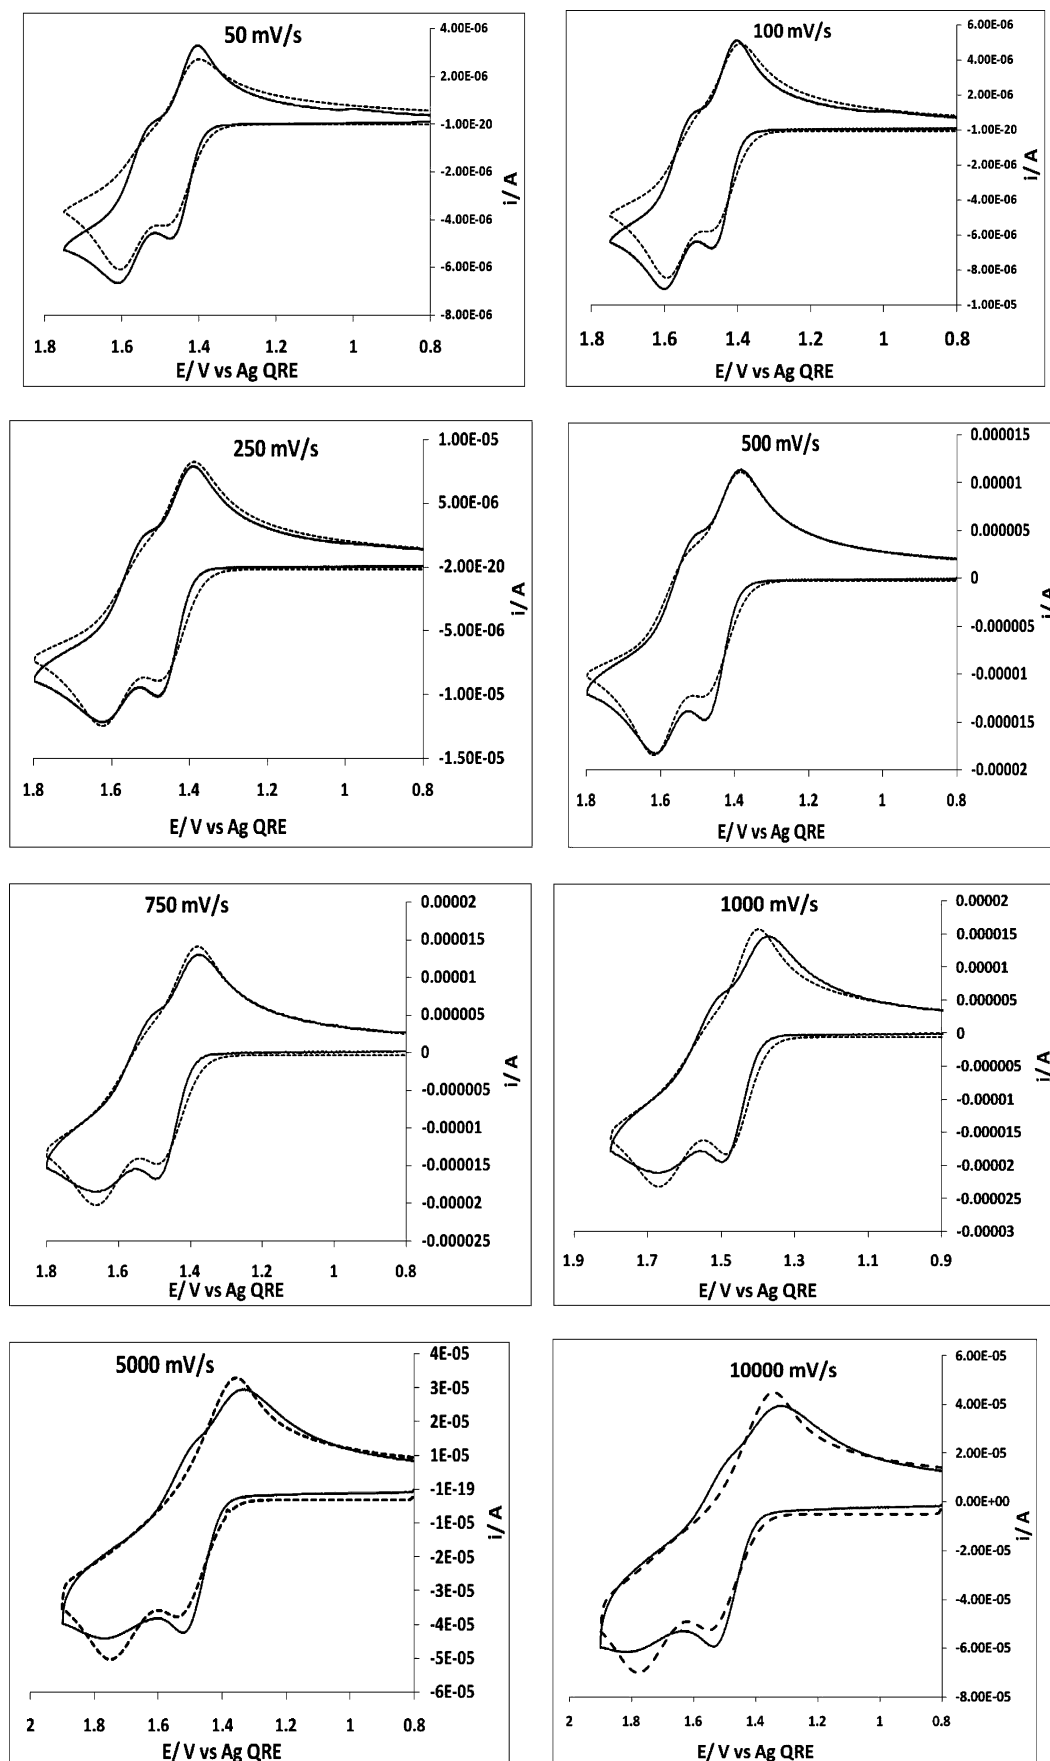 50 mV/s
4.00E-06
2.00E-06
-1.00E-20
-2.00E-06
-4.00E-06
-6.00E-06
-8.00E-06
i/ A
1.8 1.6 1.4 1.2 1 0.8
E/ V vs Ag QRE
100 mV/s
6.00E-06
4.00E-06
2.00E-06
-1.00E-20
-2.00E-06
-4.00E-06
-6.00E-06
-8.00E-06
-1.00E-05
i/ A
1.8 1.6 1.4 1.2 1 0.8
E/ V vs Ag QRE
250 mV/s
1.00E-05
5.00E-06
-2.00E-20
-5.00E-06
-1.00E-05
-1.50E-05
i/ A
1.8 1.6 1.4 1.2 1 0.8
E/ V vs Ag QRE
500 mV/s
0.000015
0.00001
0.000005
0
-0.000005
-0.00001
-0.000015
-0.00002
i/ A
1.8 1.6 1.4 1.2 1 0.8
E/ V vs Ag QRE
750 mV/s
0.00002
0.000015
0.00001
0.000005
0
-0.000005
-0.00001
-0.000015
-0.00002
-0.000025
i/ A
1.8 1.6 1.4 1.2 1 0.8
E/ V vs Ag QRE
1000 mV/s
0.00002
0.000015
0.00001
0.000005
0
-0.000005
-0.00001
-0.000015
-0.00002
-0.000025
-0.00003
i/ A
1.9 1.7 1.5 1.3 1.1 0.9
E/ V vs Ag QRE
5000 mV/s
4E-05
3E-05
2E-05
1E-05
-1E-19
-1E-05
-2E-05
-3E-05
-4E-05
-5E-05
-6E-05
i/ A
2 1.8 1.6 1.4 1.2 1 0.8
E/ V vs Ag QRE
10000 mV/s
6.00E-05
4.00E-05
2.00E-05
0.00E+00
-2.00E-05
-4.00E-05
-6.00E-05
-8.00E-05
i/ A
2 1.8 1.6 1.4 1.2 1 0.8
E/ V vs Ag QRE